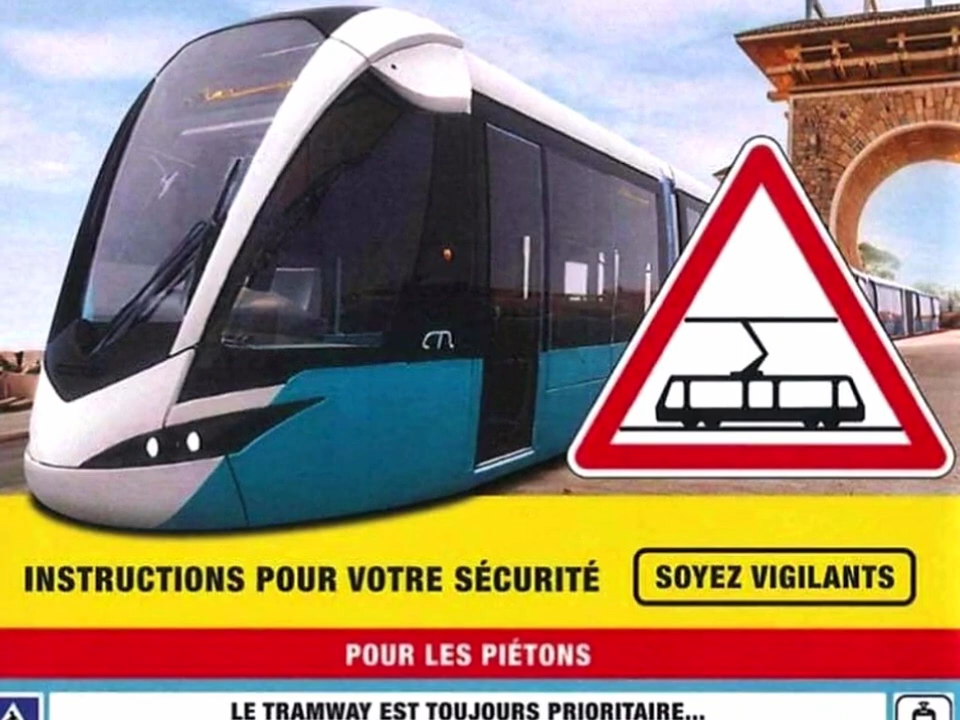 INSTRUCTIONS POUR VOTRE SÉCURITÉ
SOYEZ VIGILANTS
POUR LES PIÉTONS
LE TRAMWAY EST TOUJOURS PRIORITAIRE...